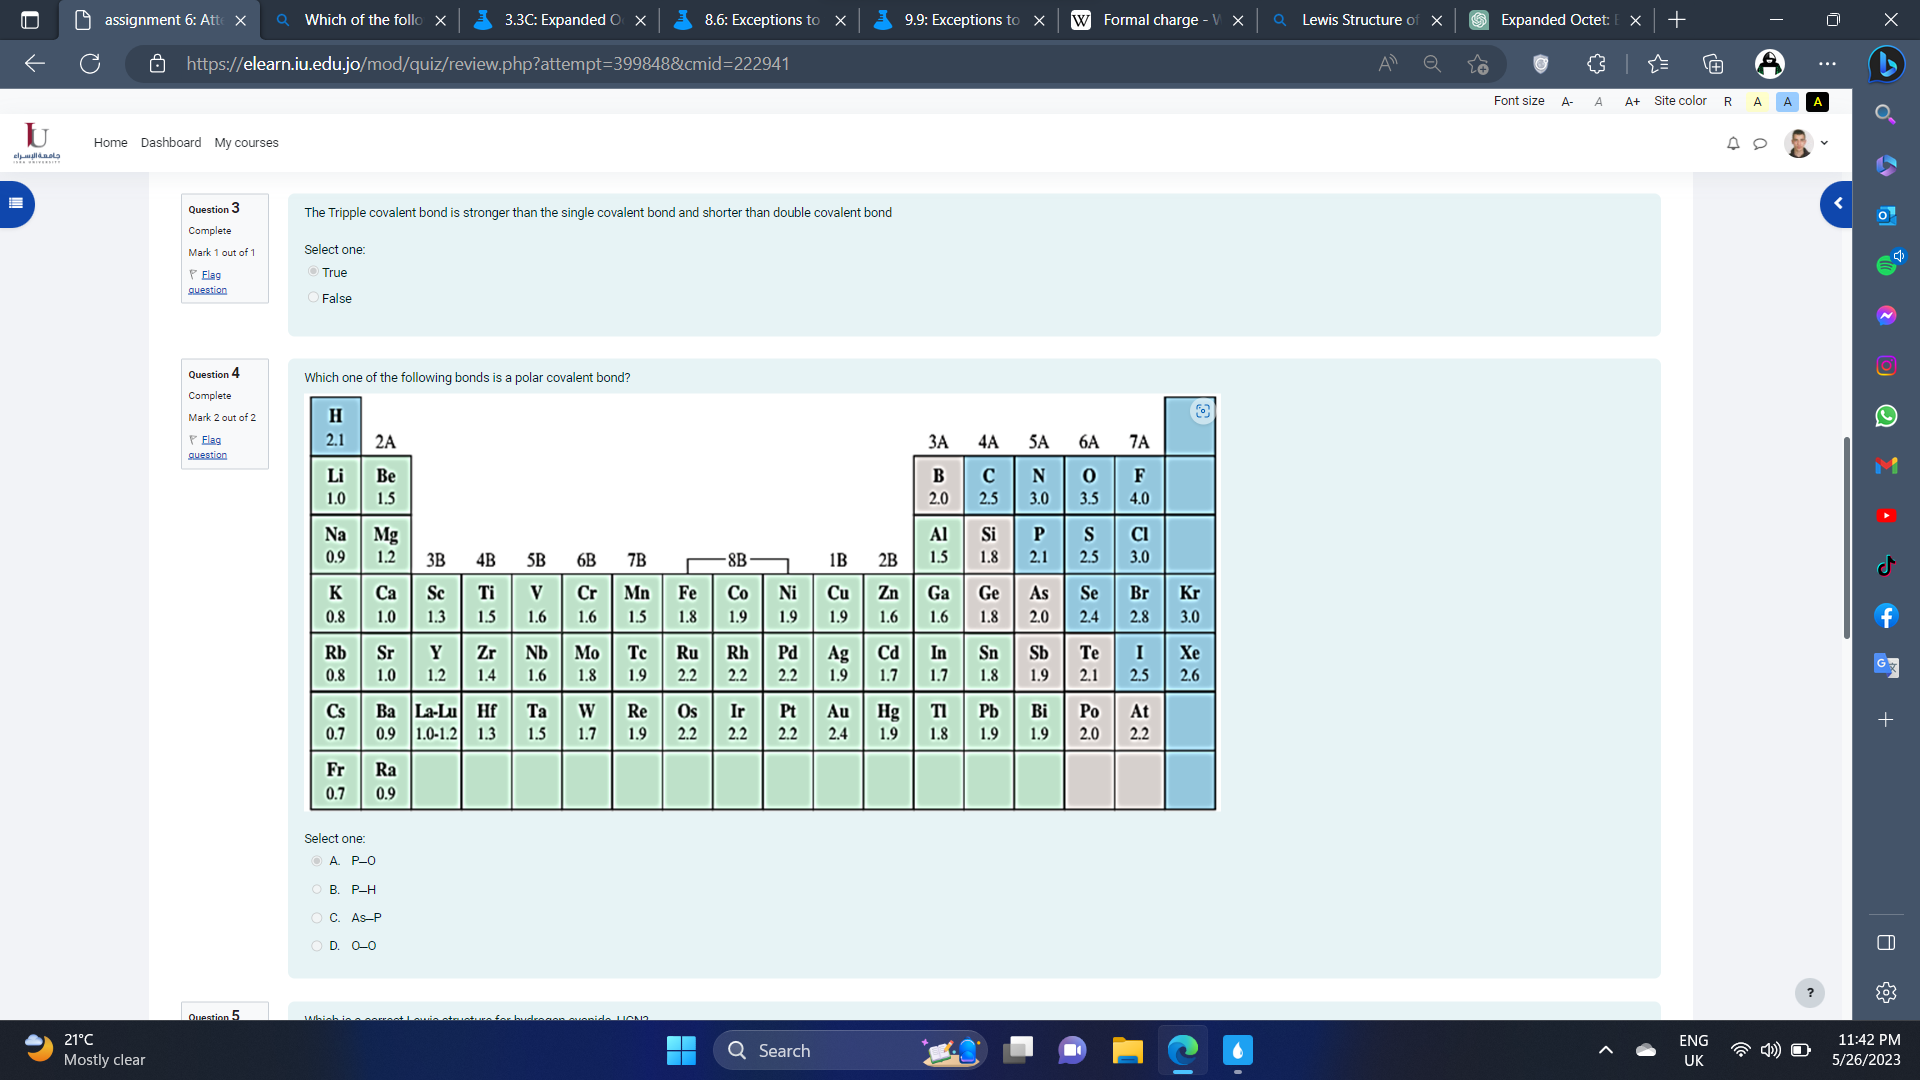 assignment 6: Atte
Which of the follo
3.3C: Expanded O
8.6: Exceptions to
9.9: Exceptions to
W Formal charge - W
Lewis Structure of
Expanded Octet: E
https://elearn.iu.edu.jo/mod/quiz/review.php?attempt=399848&cmid=222941
Font size A- A A+ Site color R A A A
IU
جامعة الإسراء
Home Dashboard My courses
Question 3
Complete
Mark 1 out of 1
Flag
question
The Tripple covalent bond is stronger than the single covalent bond and shorter than double covalent bond
Select one:
True
False
Question 4
Complete
Mark 2 out of 2
Flag
question
Which one of the following bonds is a polar covalent bond?
H
2.1 2A 3A 4A 5A 6A 7A
Li Be B C N O F
1.0 1.5 2.0 2.5 3.0 3.5 4.0
Na Mg Al Si P S Cl
0.9 1.2 3B 4B 5B 6B 7B 8B 1B 2B 1.5 1.8 2.1 2.5 3.0
K Ca Sc Ti V Cr Mn Fe Co Ni Cu Zn Ga Ge As Se Br Kr
0.8 1.0 1.3 1.5 1.6 1.6 1.5 1.8 1.9 1.9 1.9 1.6 1.6 1.8 2.0 2.4 2.8 3.0
Rb Sr Y Zr Nb Mo Tc Ru Rh Pd Ag Cd In Sn Sb Te I Xe
0.8 1.0 1.2 1.4 1.6 1.8 1.9 2.2 2.2 2.2 1.9 1.7 1.7 1.8 1.9 2.1 2.5 2.6
Cs Ba La-Lu Hf Ta W Re Os Ir Pt Au Hg Tl Pb Bi Po At
0.7 0.9 1.0-1.2 1.3 1.5 1.7 1.9 2.2 2.2 2.2 2.4 1.9 1.8 1.9 1.9 2.0 2.2
Fr Ra
0.7 0.9
Select one:
A. P–O
B. P–H
C. As–P
D. O–O
?
Question 5
Which is a correct Lewis structure for hydrogen cyanide, HCN?
21°C
Mostly clear
Search
ENG
UK
11:42 PM
5/26/2023